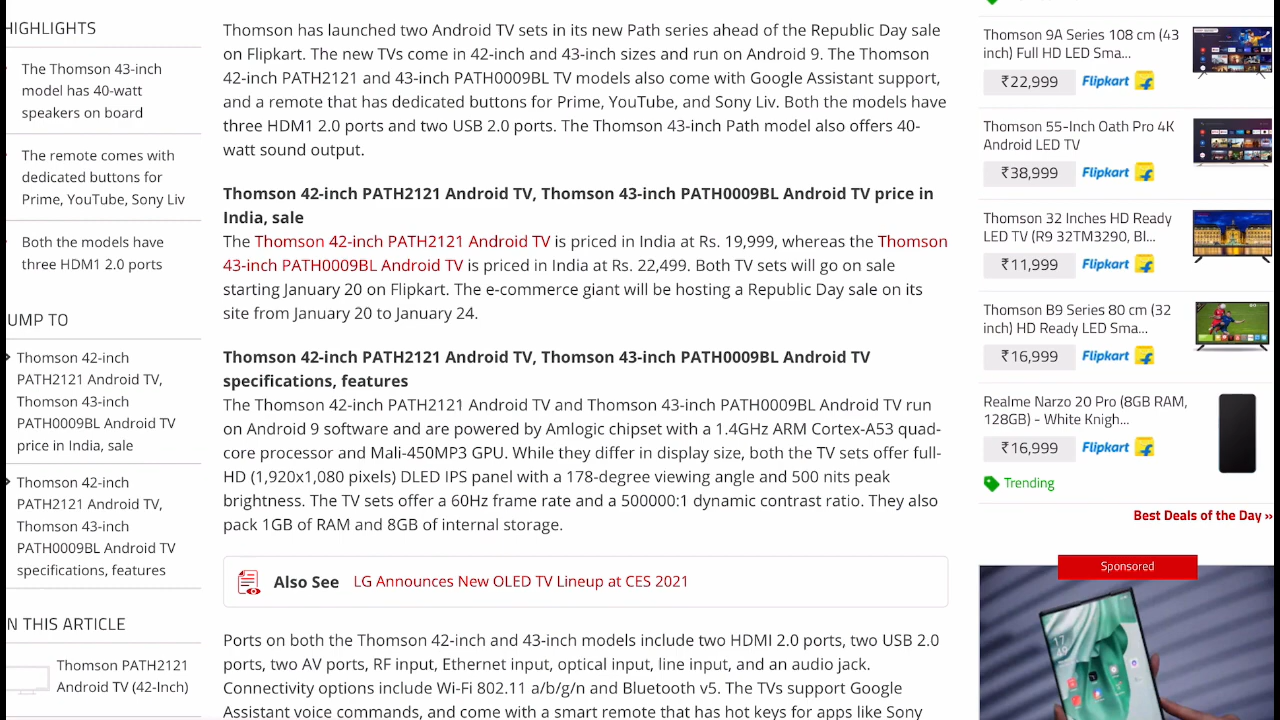 HIGHLIGHTS
The Thomson 43-inch
model has 40-watt
speakers on board
The remote comes with
dedicated buttons for
Prime, YouTube, Sony Liv
Both the models have
three HDM1 2.0 ports
UMP TO
Thomson 42-inch
PATH2121 Android TV,
Thomson 43-inch
PATH0009BL Android TV
price in India, sale
Thomson 42-inch
PATH2121 Android TV,
Thomson 43-inch
PATH0009BL Android TV
specifications, features
N THIS ARTICLE
Thomson PATH2121
Android TV (42-Inch)
Thomson has launched two Android TV sets in its new Path series ahead of the Republic Day sale
on Flipkart. The new TVs come in 42-inch and 43-inch sizes and run on Android 9. The Thomson
42-inch PATH2121 and 43-inch PATH0009BL TV models also come with Google Assistant support,
and a remote that has dedicated buttons for Prime, YouTube, and Sony Liv. Both the models have
three HDM1 2.0 ports and two USB 2.0 ports. The Thomson 43-inch Path model also offers 40-
watt sound output.
Thomson 42-inch PATH2121 Android TV, Thomson 43-inch PATH0009BL Android TV price in
India, sale
The Thomson 42-inch PATH2121 Android TV is priced in India at Rs. 19,999, whereas the Thomson
43-inch PATH0009BL Android TV is priced in India at Rs. 22,499. Both TV sets will go on sale
starting January 20 on Flipkart. The e-commerce giant will be hosting a Republic Day sale on its
site from January 20 to January 24.
Thomson 42-inch PATH2121 Android TV, Thomson 43-inch PATH0009BL Android TV
specifications, features
The Thomson 42-inch PATH2121 Android TV and Thomson 43-inch PATH0009BL Android TV run
on Android 9 software and are powered by Amlogic chipset with a 1.4GHz ARM Cortex-A53 quad-
core processor and Mali-450MP3 GPU. While they differ in display size, both the TV sets offer full-
HD (1,920x1,080 pixels) DLED IPS panel with a 178-degree viewing angle and 500 nits peak
brightness. The TV sets offer a 60Hz frame rate and a 500000:1 dynamic contrast ratio. They also
pack 1GB of RAM and 8GB of internal storage.
Also See LG Announces New OLED TV Lineup at CES 2021
Ports on both the Thomson 42-inch and 43-inch models include two HDMI 2.0 ports, two USB 2.0
ports, two AV ports, RF input, Ethernet input, optical input, line input, and an audio jack.
Connectivity options include Wi-Fi 802.11 a/b/g/n and Bluetooth v5. The TVs support Google
Assistant voice commands, and come with a smart remote that has hot keys for apps like Sony
Thomson 9A Series 108 cm (43
inch) Full HD LED Sma...
₹22,999 Flipkart
Thomson 55-Inch Oath Pro 4K
Android LED TV
₹38,999 Flipkart
Thomson 32 Inches HD Ready
LED TV (R9 32TM3290, Bl...
₹11,999 Flipkart
Thomson B9 Series 80 cm (32
inch) HD Ready LED Sma...
₹16,999 Flipkart
Realme Narzo 20 Pro (8GB RAM,
128GB) - White Knigh...
₹16,999 Flipkart
Trending
Best Deals of the Day »
Sponsored